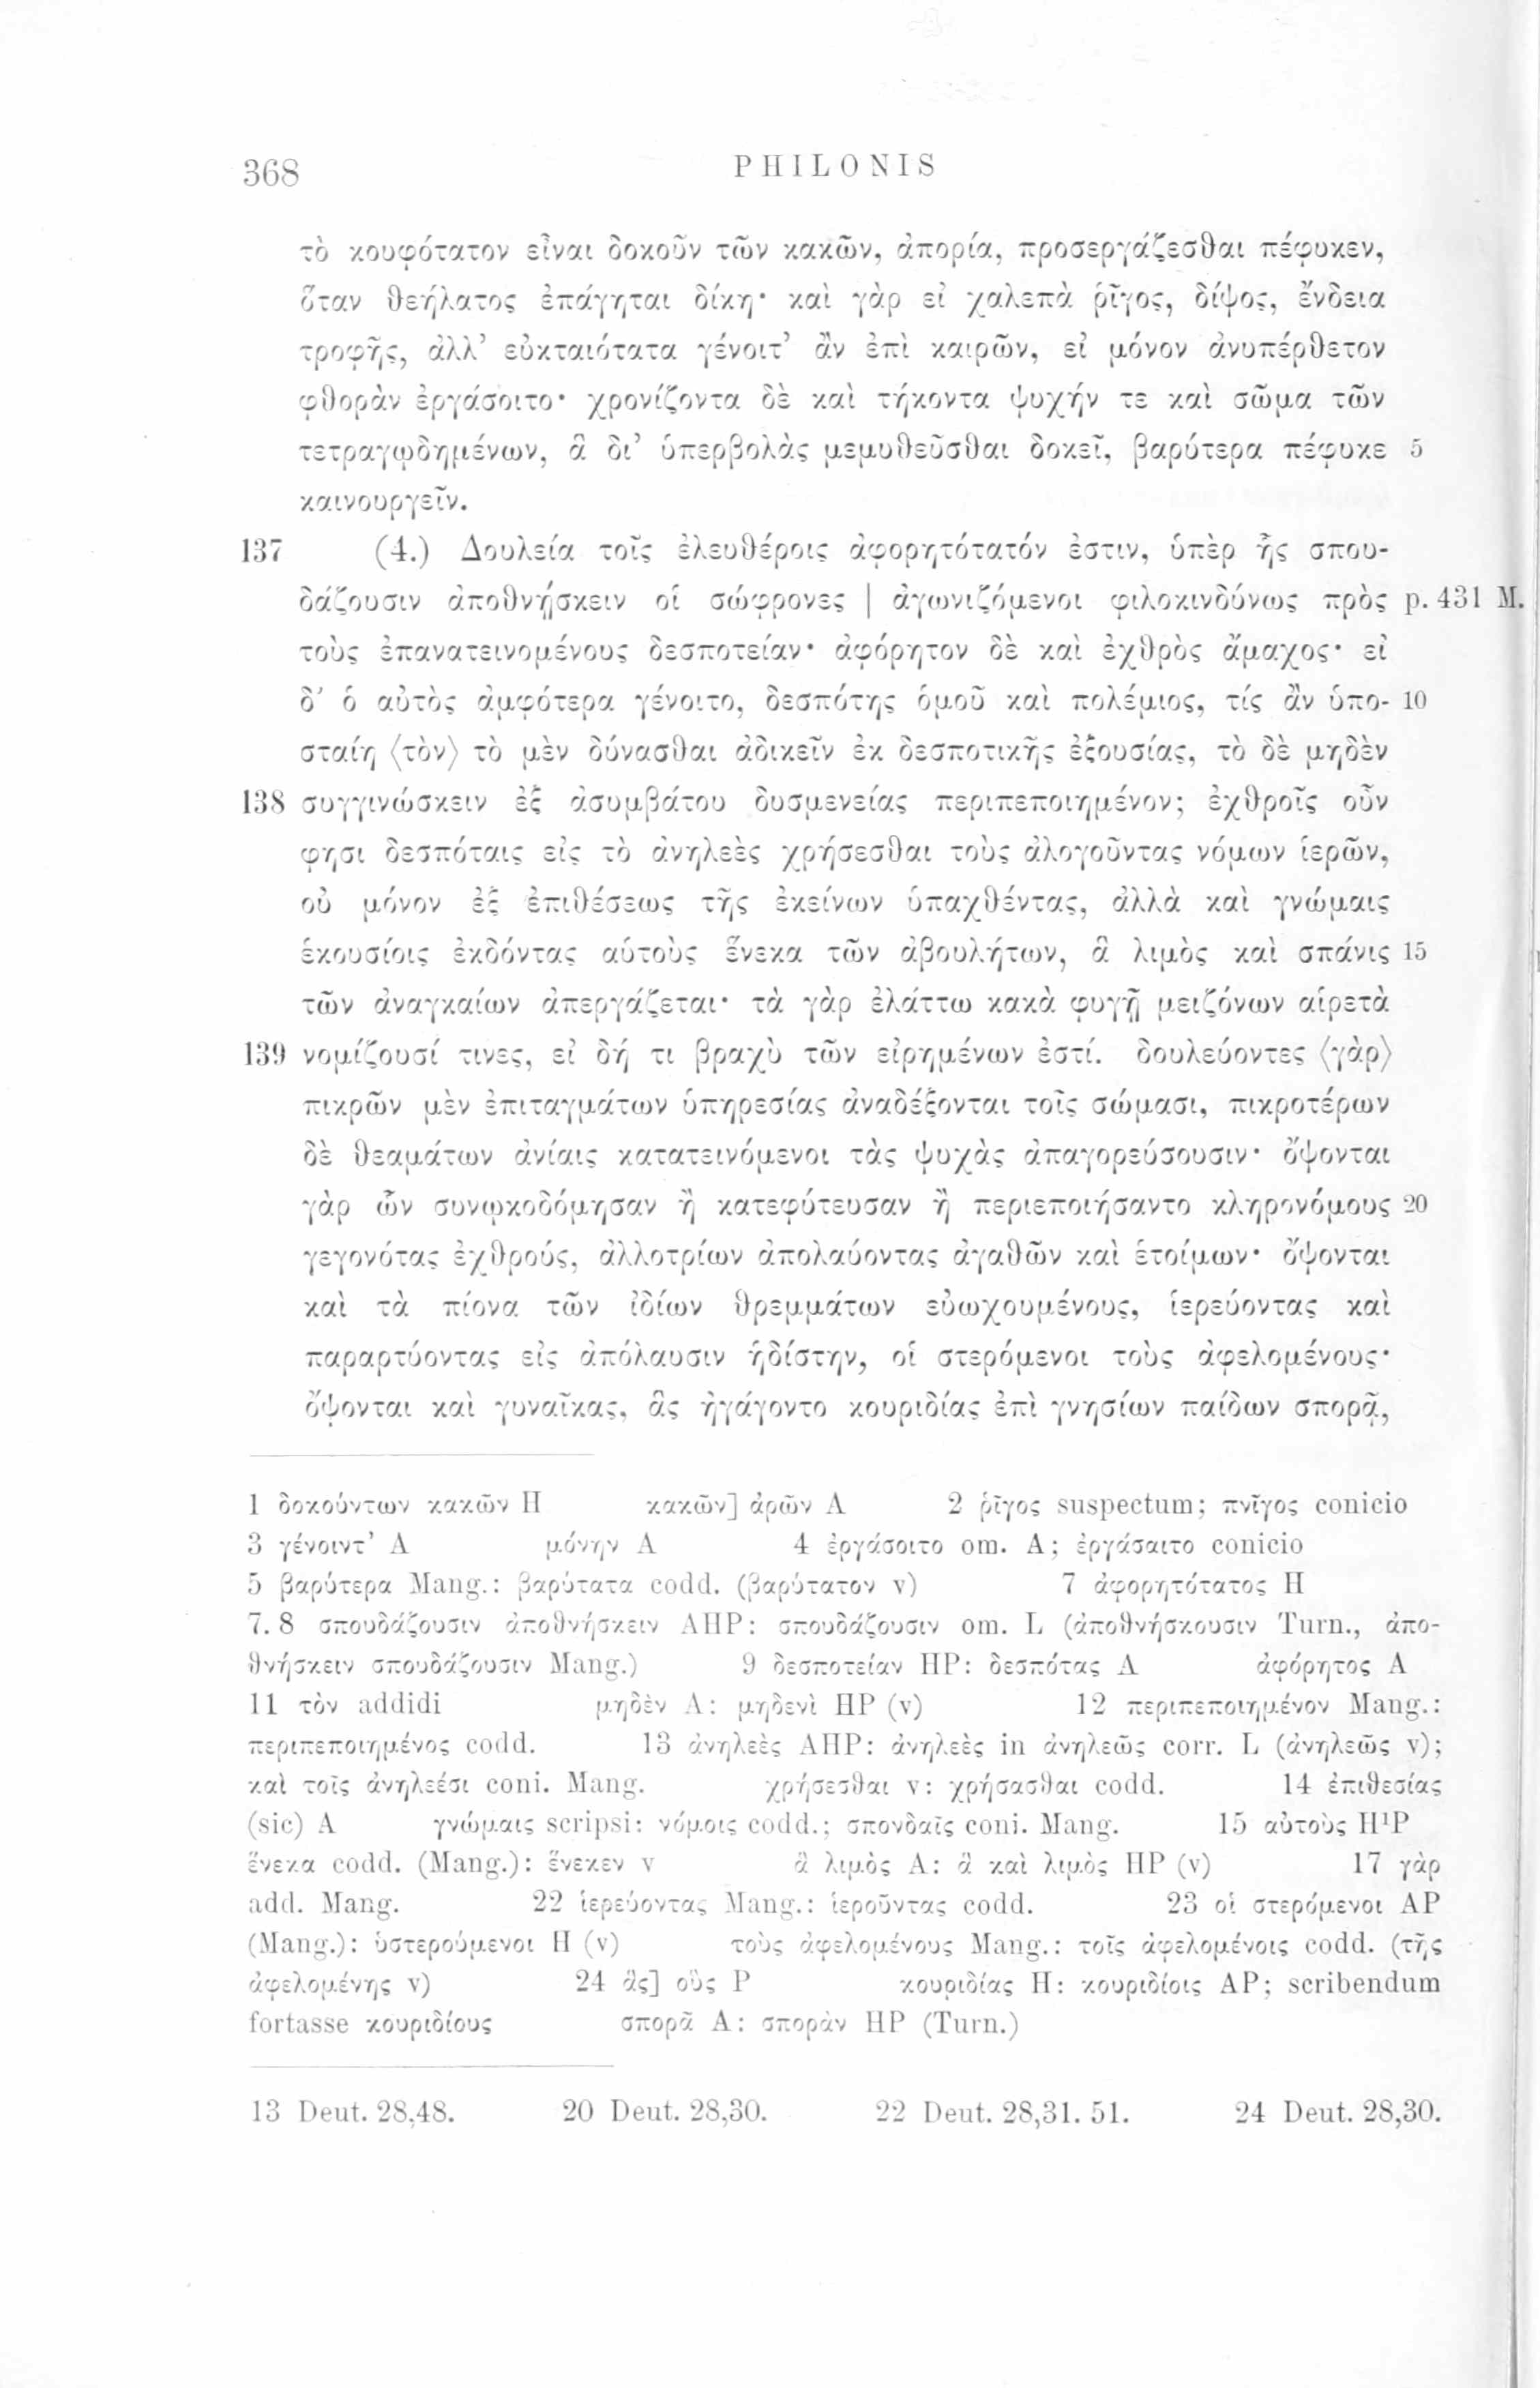 368 PHILONIS
τὸ κουφότατον εἶναι δοκοῦν τῶν κακῶν, ἀπορία, προσεργάζεσθαι πέφυκεν,
ὅταν θεήλατος ἐπάγηται δίκη· καὶ γὰρ εἰ χαλεπὰ ῥῖγος, δίψος, ἔνδεια
τροφῆς, ἀλλ’ εὐκταιότατα γένοιτ’ ἂν ἐπὶ καιρῶν, εἰ μόνον ἀνυπέρθετον
φθορὰν ἐργάσοιτο· χρονίζοντα δὲ καὶ τήκοντα ψυχήν τε καὶ σῶμα τῶν
τετραγῳδημένων, ἃ δι’ ὑπερβολὰς μεμυθεῦσθαι δοκεῖ, βαρύτερα πέφυκε 5
καινουργεῖν.
137 (4.) Δουλεία τοῖς ἐλευθέροις ἀφορητότατόν ἐστιν, ὑπὲρ ἧς σπου-
δάζουσιν ἀποθνῄσκειν οἱ σώφρονες | ἀγωνιζόμενοι φιλοκινδύνως πρὸς p. 431 M.
τοὺς ἐπανατεινομένους δεσποτείαν· ἀφόρητον δὲ καὶ ἐχθρὸς ἄμαχος· εἰ
δ’ ὁ αὐτὸς ἀμφότερα γένοιτο, δεσπότης ὁμοῦ καὶ πολέμιος, τίς ἂν ὑπο- 10
σταίη ⟨τὸν⟩ τὸ μὲν δύνασθαι ἀδικεῖν ἐκ δεσποτικῆς ἐξουσίας, τὸ δὲ μηδὲν
138 συγγινώσκειν ἐξ ἀσυμβάτου δυσμενείας περιπεποιημένον; ἐχθροῖς οὖν
φησι δεσπόταις εἰς τὸ ἀνηλεὲς χρήσεσθαι τοὺς ἀλογοῦντας νόμων ἱερῶν,
οὐ μόνον ἐξ ἐπιθέσεως τῆς ἐκείνων ὑπαχθέντας, ἀλλὰ καὶ γνώμαις
ἑκουσίοις ἐκδόντας αὑτοὺς ἕνεκα τῶν ἀβουλήτων, ἃ λιμὸς καὶ σπάνις 15
τῶν ἀναγκαίων ἀπεργάζεται· τὰ γὰρ ἐλάττω κακὰ φυγῇ μειζόνων αἱρετὰ
139 νομίζουσί τινες, εἰ δή τι βραχὺ τῶν εἰρημένων ἐστί. δουλεύοντες ⟨γὰρ⟩
πικρῶν μὲν ἐπιταγμάτων ὑπηρεσίας ἀναδέξονται τοῖς σώμασι, πικροτέρων
δὲ θεαμάτων ἀνίαις κατατεινόμενοι τὰς ψυχὰς ἀπαγορεύσουσιν· ὄψονται
γὰρ ὧν συνῳκοδόμησαν ἢ κατεφύτευσαν ἢ περιεποιήσαντο κληρονόμους 20
γεγονότας ἐχθρούς, ἀλλοτρίων ἀπολαύοντας ἀγαθῶν καὶ ἑτοίμων· ὄψονται
καὶ τὰ πίονα τῶν ἰδίων θρεμμάτων εὐωχουμένους, ἱερεύοντας καὶ
παραρτύοντας εἰς ἀπόλαυσιν ἡδίστην, οἱ στερόμενοι τοὺς ἀφελομένους·
ὄψονται καὶ γυναῖκας, ἃς ἠγάγοντο κουριδίας ἐπὶ γνησίων παίδων σπορᾷ,
1 δοκούντων κακῶν H κακῶν] ἀρῶν A 2 ῥῖγος suspectum; πνῖγος conicio
3 γένοιντ’ A μόνην A 4 ἐργάσοιτο om. A; ἐργάσαιτο conicio
5 βαρύτερα Mang.: βαρύτατα codd. (βαρύτατον v) 7 ἀφορητότατος H
7. 8 σπουδάζουσιν ἀποθνήσκειν AHP: σπουδάζουσιν om. L (ἀποθνήσκουσιν Turn., ἀπο-
θνήσκειν σπουδάζουσιν Mang.) 9 δεσποτείαν HP: δεσπότας A ἀφόρητος A
11 τὸν addidi μηδὲν A: μηδενὶ HP (v) 12 περιπεποιημένον Mang.:
περιπεποιημένος codd. 13 ἀνηλεὲς AHP: ἀνηλεὲς in ἀνηλεῶς corr. L (ἀνηλεῶς v);
καὶ τοῖς ἀνηλεέσι coni. Mang. χρήσεσθαι v: χρήσασθαι codd. 14 ἐπιθεσίας
(sic) A γνώμαις scripsi: νόμοις codd.; σπονδαῖς coni. Mang. 15 αὐτοὺς H¹P
ἕνεκα codd. (Mang.): ἕνεκεν v ἃ λιμὸς A: ἃ καὶ λιμὸς HP (v) 17 γὰρ
add. Mang. 22 ἱερεύοντας Mang.: ἱεροῦντας codd. 23 οἱ στερόμενοι AP
(Mang.): ὑστερούμενοι H (v) τοὺς ἀφελομένους Mang.: τοῖς ἀφελομένοις codd. (τῆς
ἀφελομένης v) 24 ἃς] οὓς P κουριδίας H: κουριδίοις AP; scribendum
fortasse κουριδίους σπορᾶ A: σπορὰν HP (Turn.)
13 Deut. 28,48. 20 Deut. 28,30. 22 Deut. 28,31. 51. 24 Deut. 28,30.